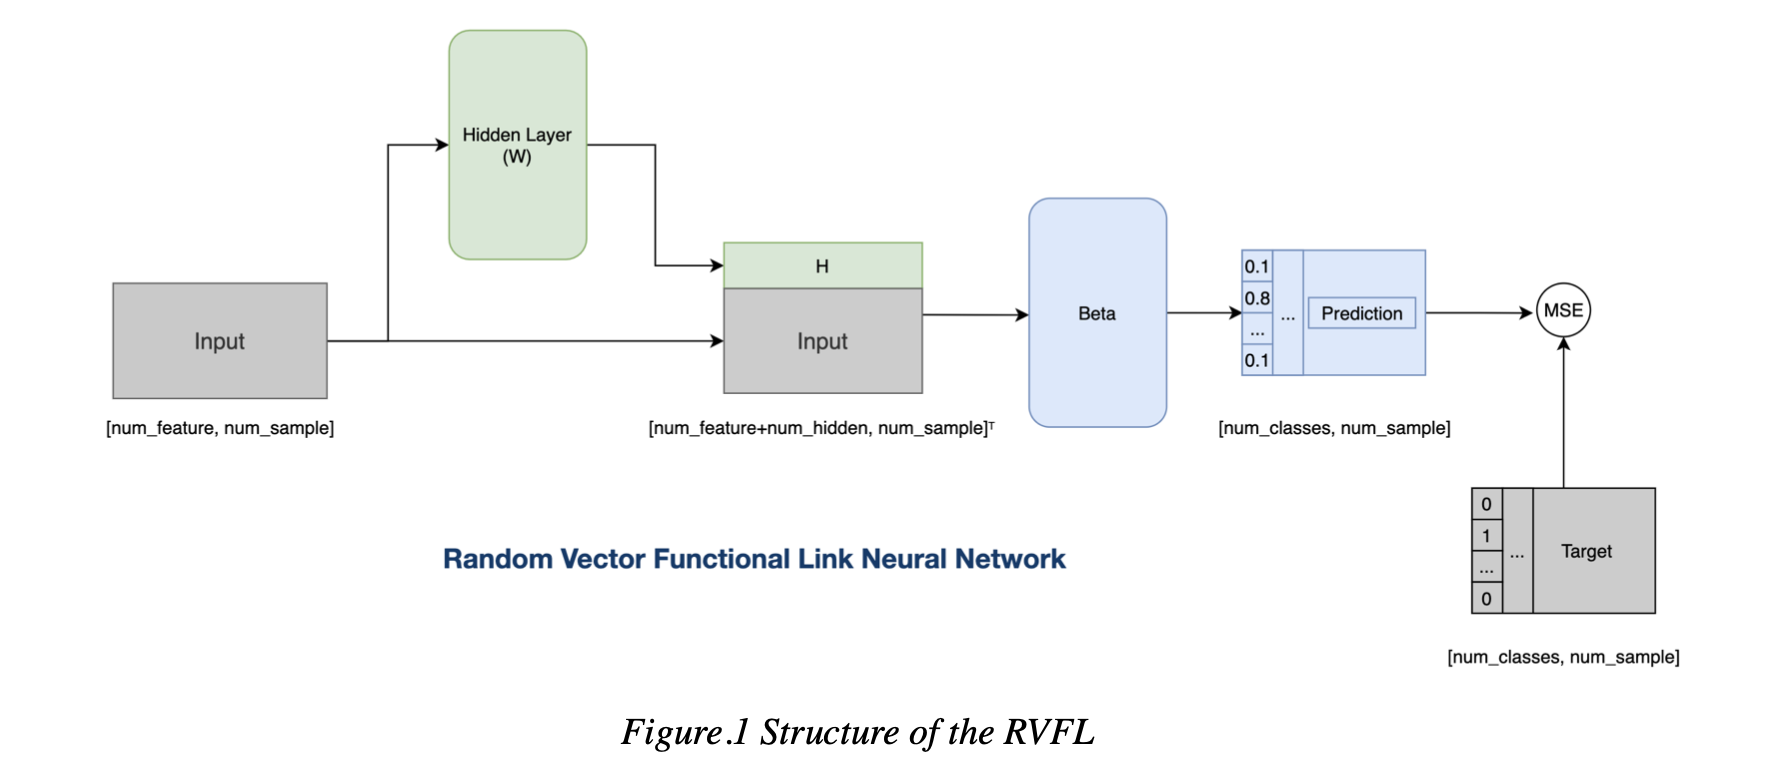 Hidden Layer
(W)
H
Input
Input
Beta
0.1
0.8
...
0.1
...
Prediction
MSE
[num_feature, num_sample]
[num_feature+num_hidden, num_sample]ᵀ
[num_classes, num_sample]
0
1
...
0
...
Target
Random Vector Functional Link Neural Network
[num_classes, num_sample]
Figure.1 Structure of the RVFL